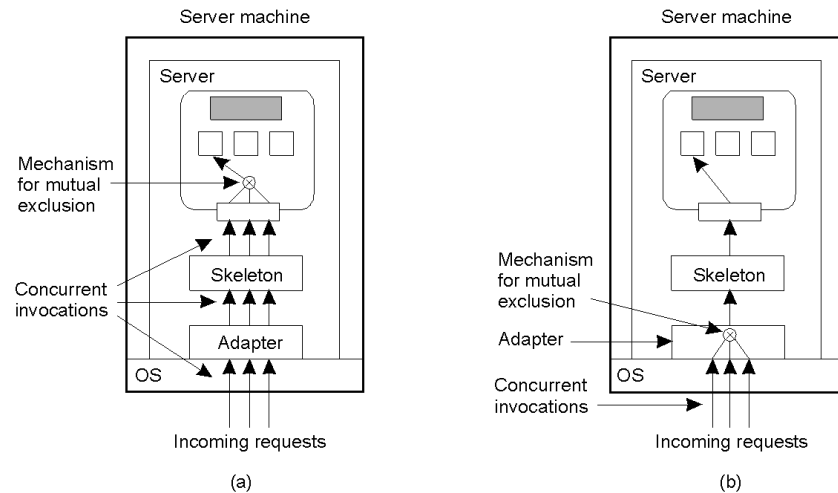 Server machine
Server
Mechanism
for mutual
exclusion
Skeleton
Concurrent
invocations
Adapter
OS
Incoming requests
(a)
Server machine
Server
Mechanism
for mutual
exclusion
Skeleton
Adapter
OS
Concurrent
invocations
Incoming requests
(b)